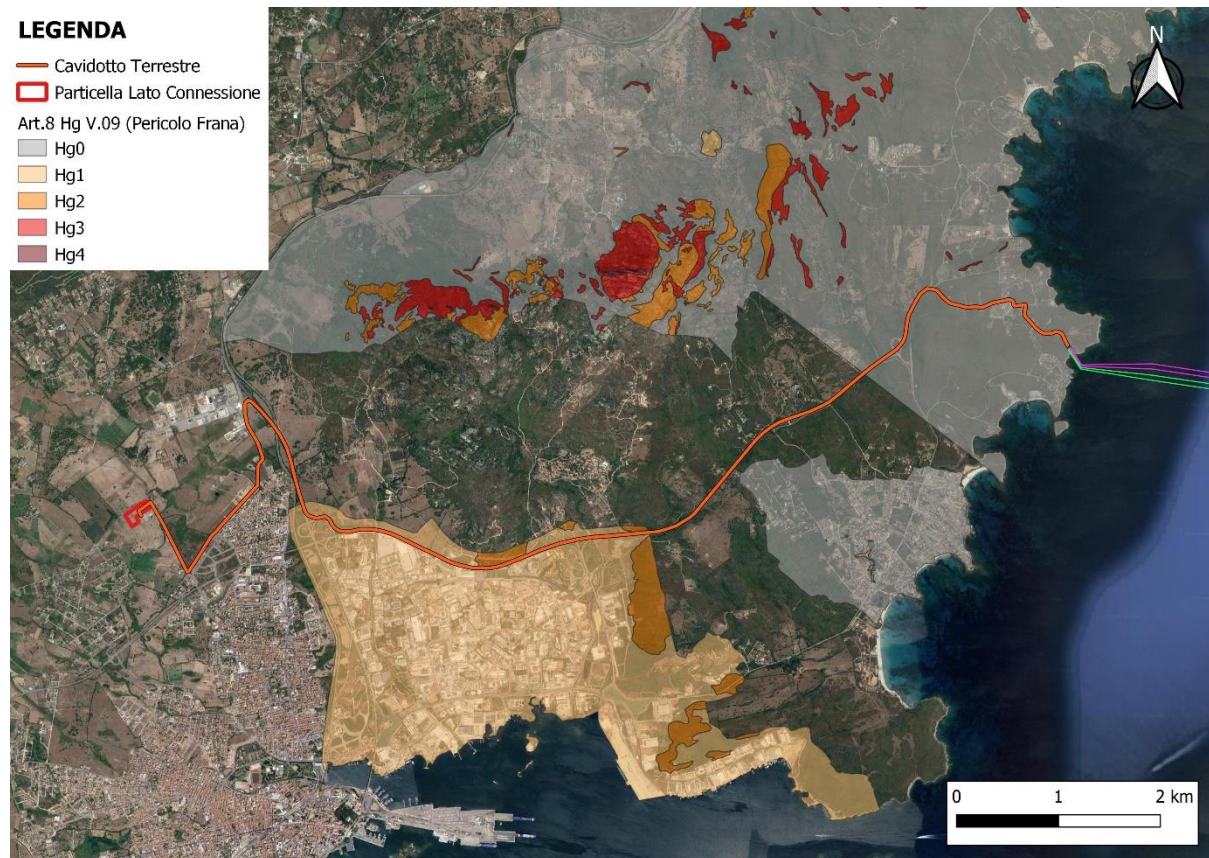 LEGENDA
Cavidotto Terrestre
Particella Lato Connessione
Art.8 Hg V.09 (Pericolo Frana)
Hg0
Hg1
Hg2
Hg3
Hg4
N
0 1 2 km